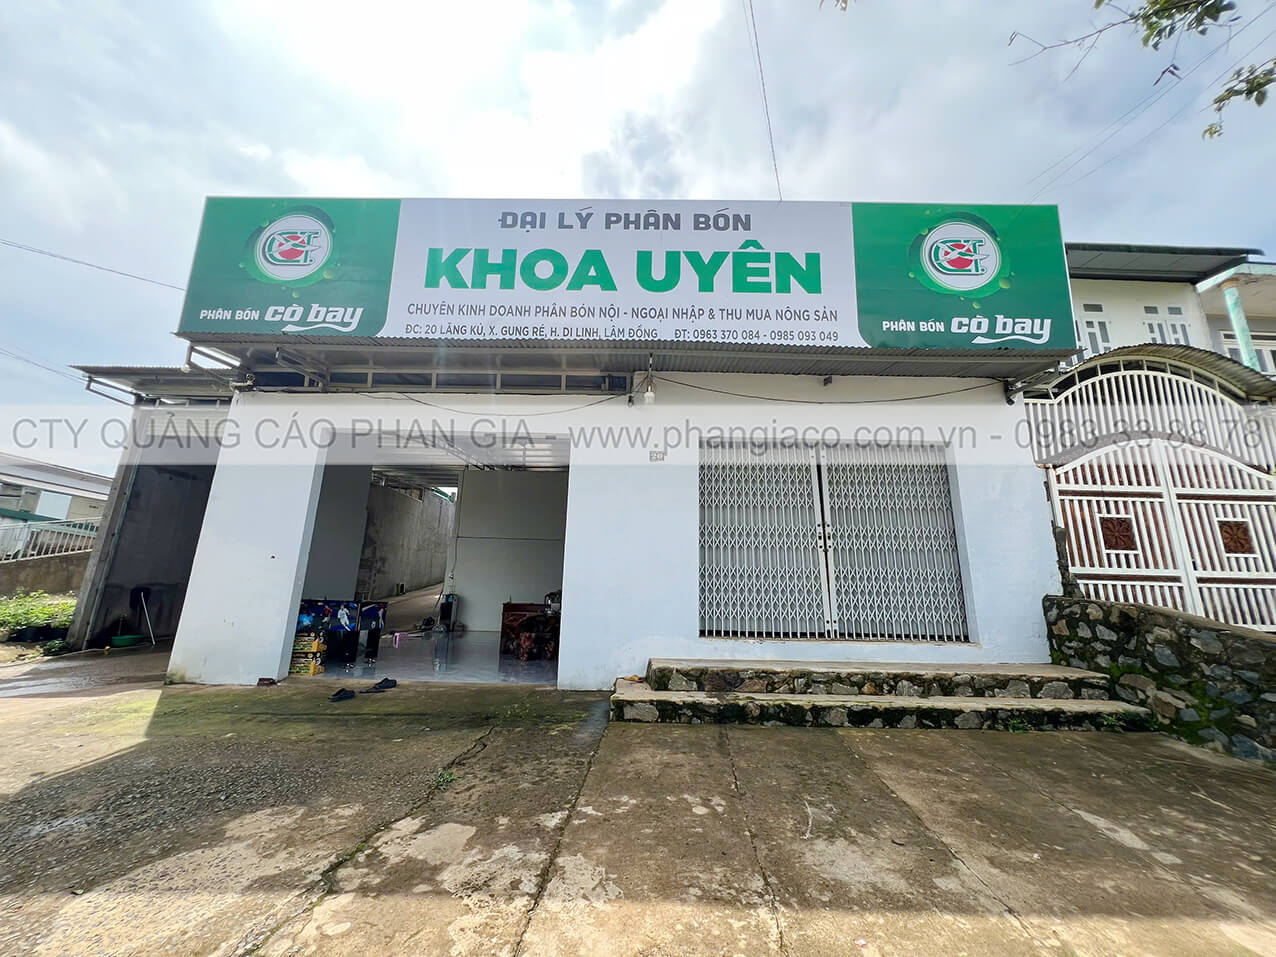 ĐẠI LÝ PHÂN BÓN
KHOA UYÊN
CHUYÊN KINH DOANH PHÂN BÓN NỘI - NGOẠI NHẬP & THU MUA NÔNG SẢN
ĐC: 20 LĂNG KÚ, X. GUNG RÉ, H. DI LINH, LÂM ĐỒNG ĐT: 0963 370 084 - 0985 093 049
PHÂN BÓN cò bay
PHÂN BÓN cò bay
CTY QUẢNG CÁO PHAN GIA - www.phangiaco.com.vn - 0983 33 88 78
20